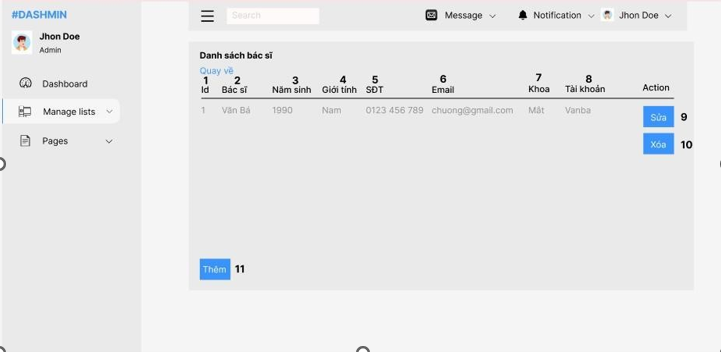 #DASHMIN
Jhon Doe
Admin
Dashboard
Manage lists
Pages
Search
Message
Notification
Jhon Doe
Danh sách bác sĩ
Quay về
1 2 3 4 5 6 7 8
Id Bác sĩ Năm sinh Giới tính SĐT Email Khoa Tài khoản Action
1 Văn Bá 1990 Nam 0123 456 789 chuong@gmail.com Mắt Vanba
Sửa 9
Xóa 10
Thêm 11